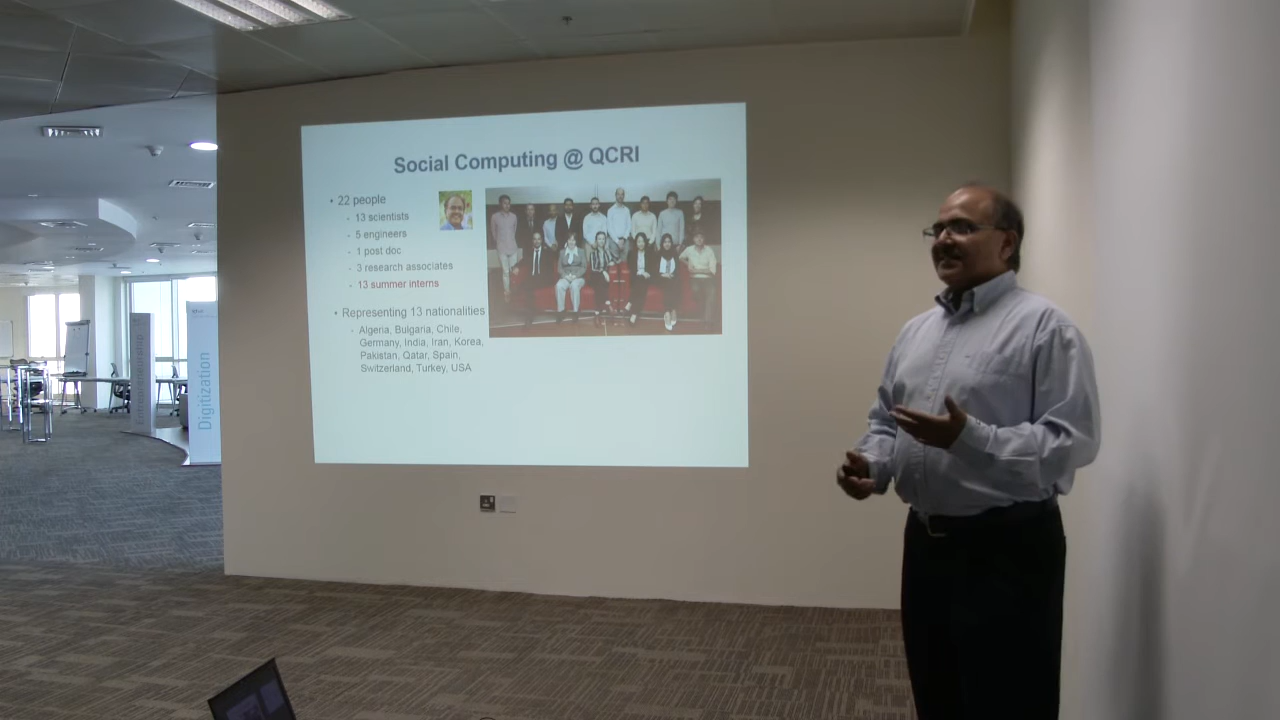 Social Computing @ QCRI
• 22 people
- 13 scientists
- 5 engineers
- 1 post doc
- 3 research associates
- 13 summer interns
• Representing 13 nationalities
- Algeria, Bulgaria, Chile,
Germany, India, Iran, Korea,
Pakistan, Qatar, Spain,
Switzerland, Turkey, USA
Entrepreneurship
Digitization